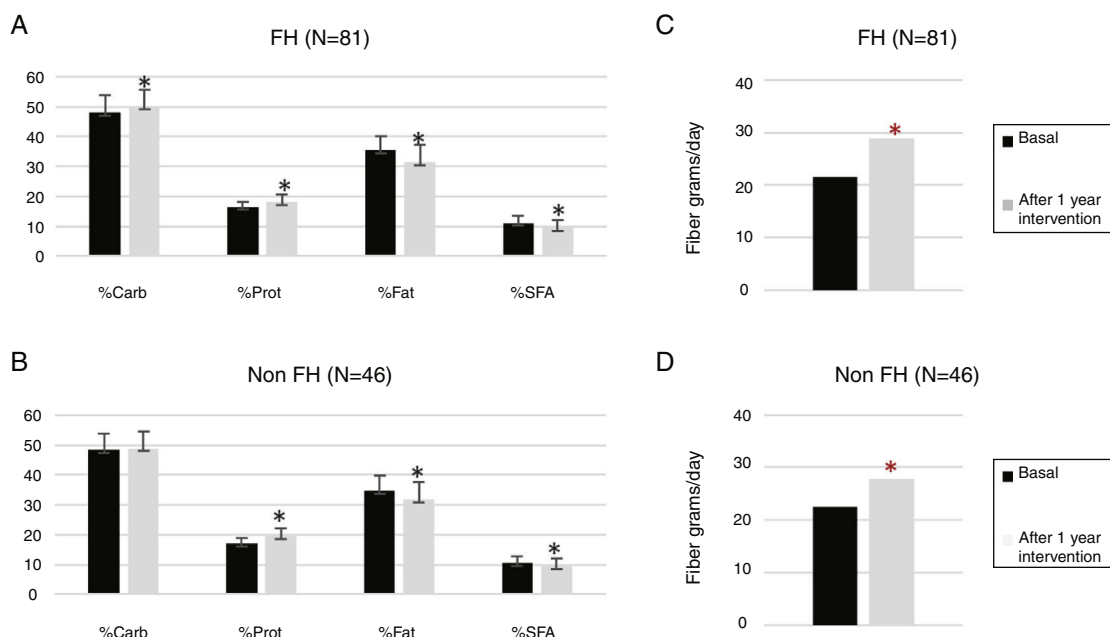 A
FH (N=81)
60
*
50
*
40
30
*
20
*
10
0
%Carb %Prot %Fat %SFA
C
FH (N=81)
40
*
30
20
10
0
Fiber grams/day
Basal
After 1 year
intervention
B
Non FH (N=46)
60
50
*
40
30
*
20
*
10
0
%Carb %Prot %Fat %SFA
D
Non FH (N=46)
40
*
30
20
10
0
Fiber grams/day
Basal
After 1 year
intervention